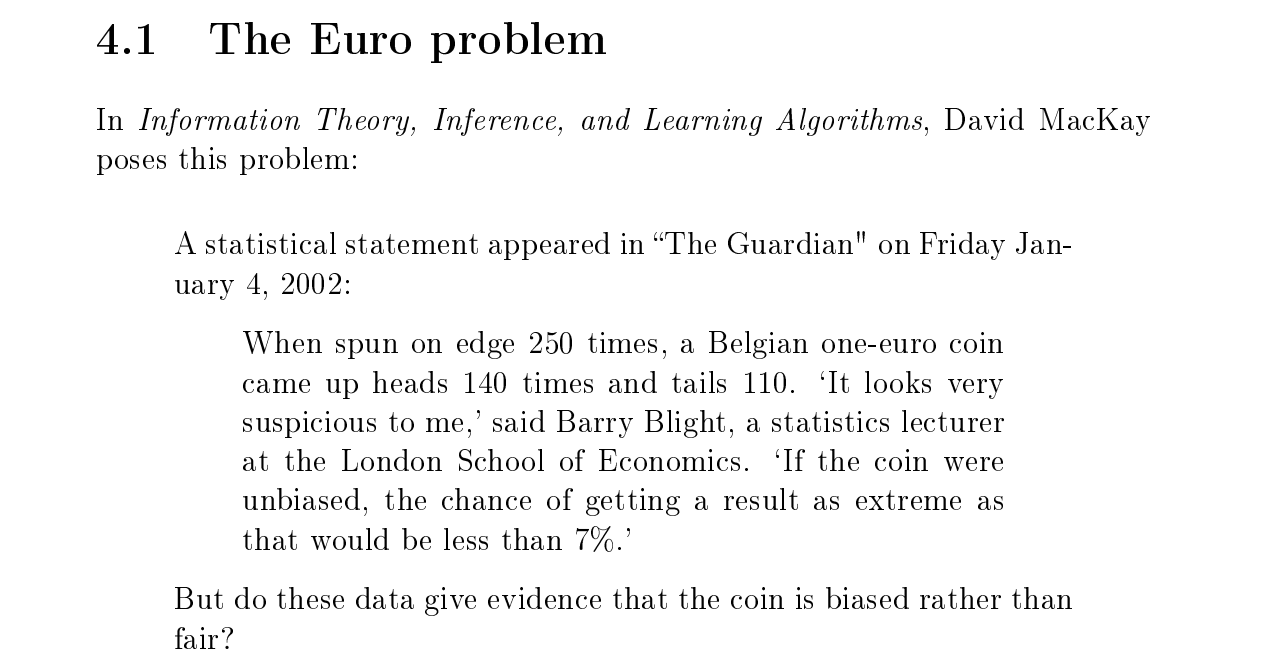 4.1 The Euro problem
In Information Theory, Inference, and Learning Algorithms, David MacKay
poses this problem:
A statistical statement appeared in “The Guardian" on Friday Jan-
uary 4, 2002:
When spun on edge 250 times, a Belgian one-euro coin
came up heads 140 times and tails 110. ‘It looks very
suspicious to me,’ said Barry Blight, a statistics lecturer
at the London School of Economics. ‘If the coin were
unbiased, the chance of getting a result as extreme as
that would be less than 7%.’
But do these data give evidence that the coin is biased rather than
fair?